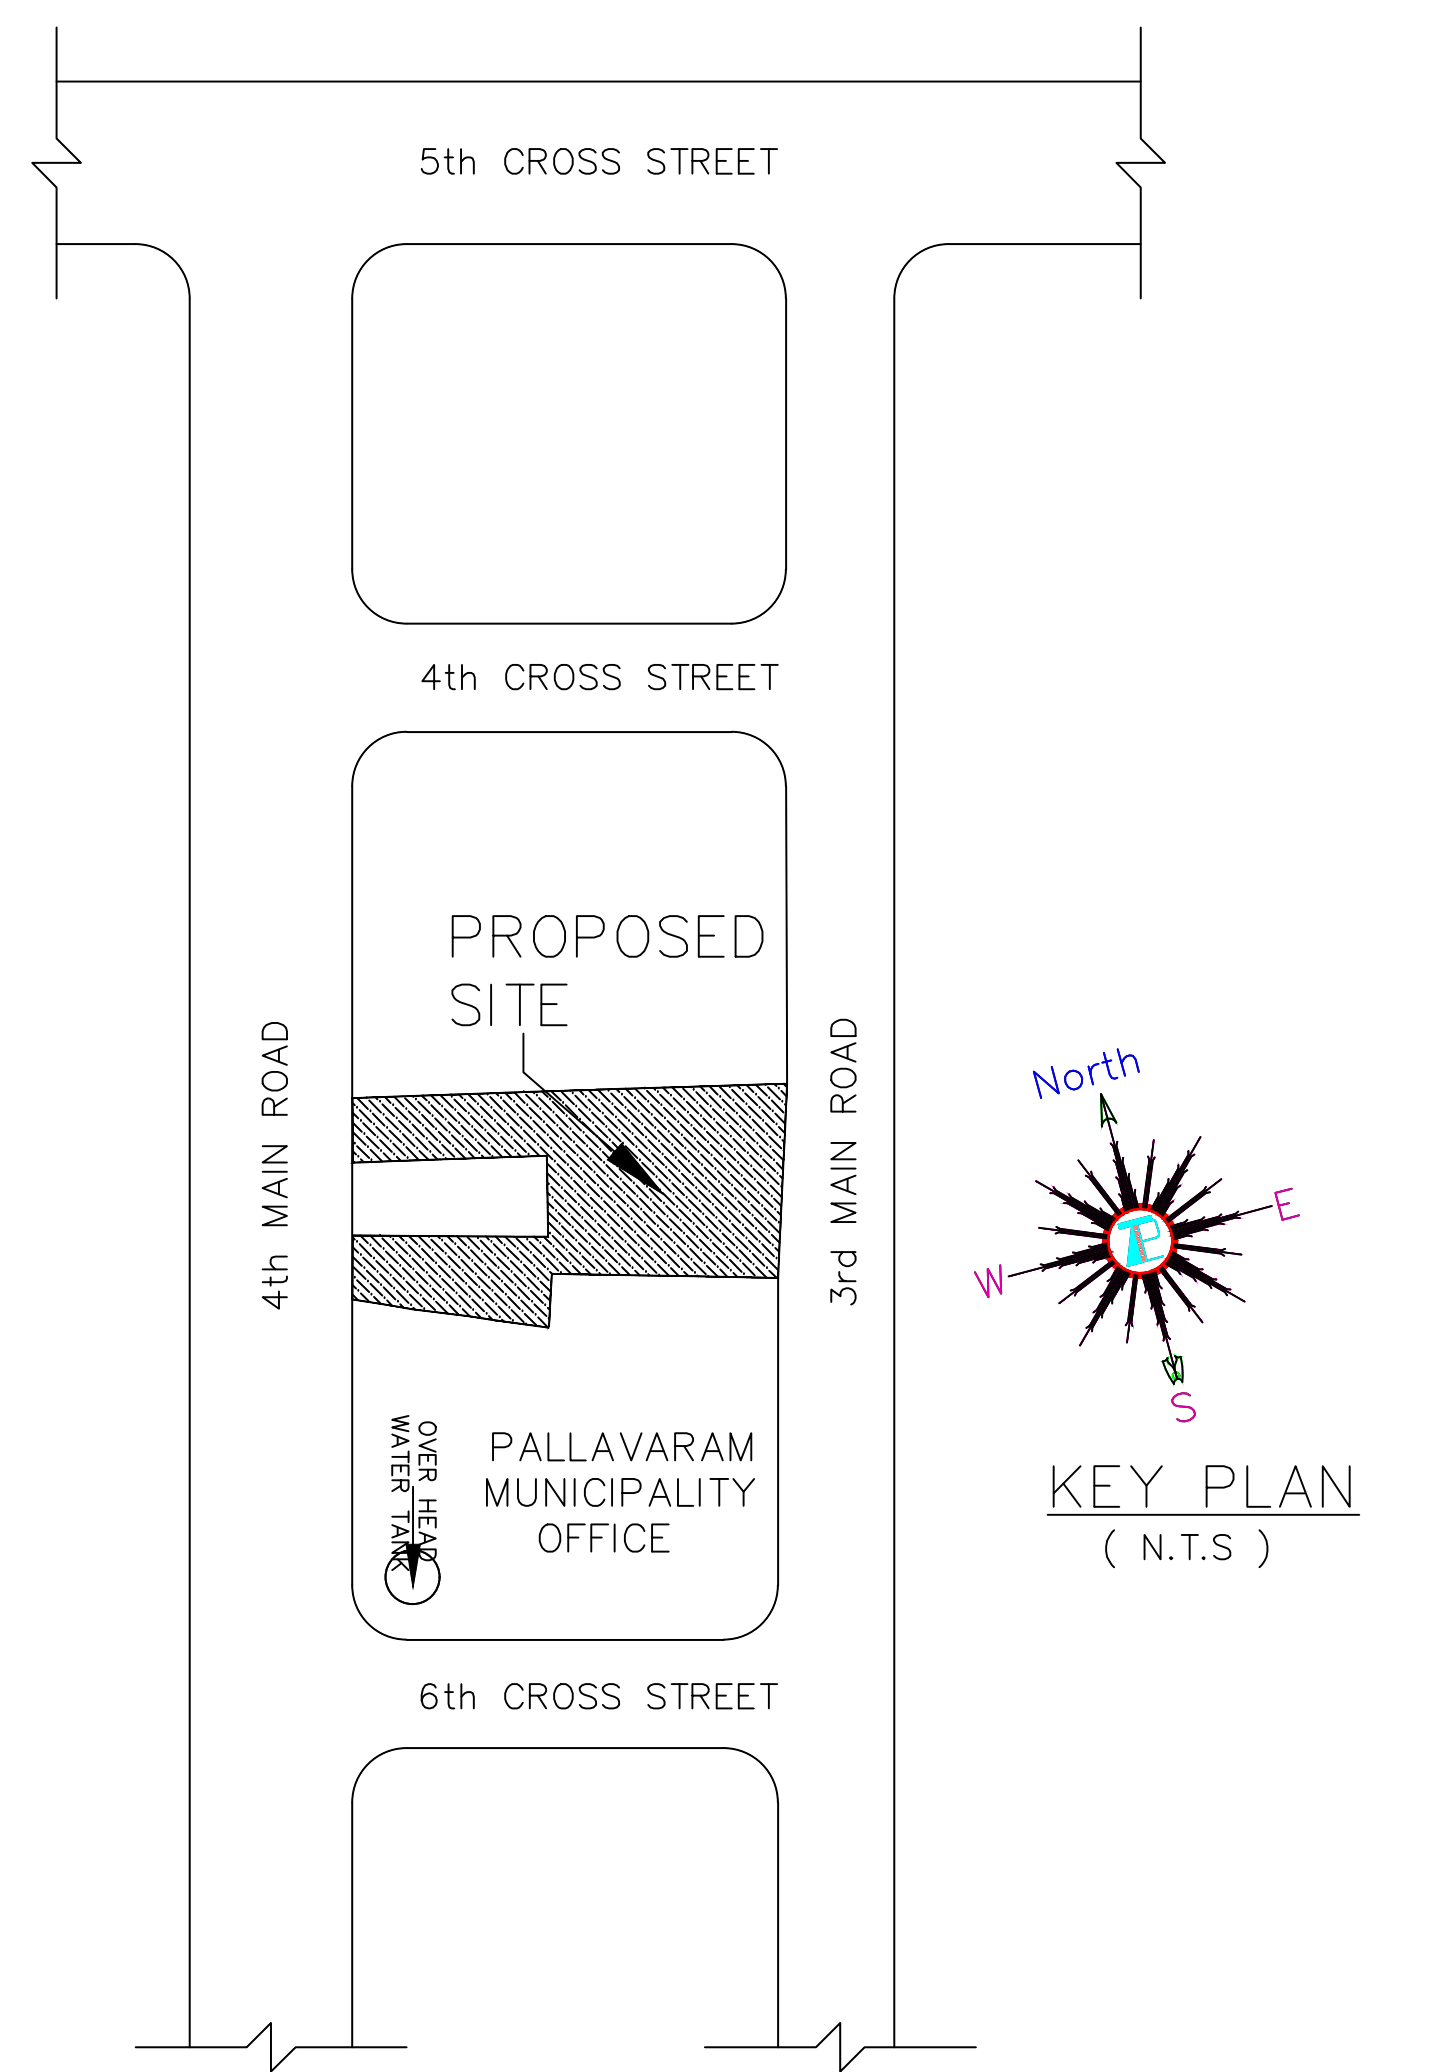 5th CROSS STREET
4th CROSS STREET
PROPOSED
SITE
4th MAIN ROAD
3rd MAIN ROAD
North
E
W
S
OVER HEAD
WATER TANK
PALLAVARAM
MUNICIPALITY
OFFICE
KEY PLAN
( N.T.S )
6th CROSS STREET